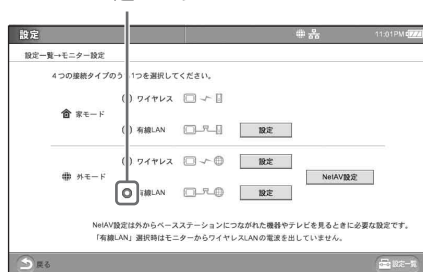 設定 11:01PM
設定一覧→モニター設定
4つの接続タイプのうち1つを選択してください。
ワイヤレス
家モード
有線LAN 設定
ワイヤレス 設定
外モード NetAV設定
有線LAN 設定
NetAV設定は外からベースステーションにつながれた機器やテレビを見るときに必要な設定です。
「有線LAN」選択時はモニターからワイヤレスLANの電波を出していません。
戻る 設定一覧